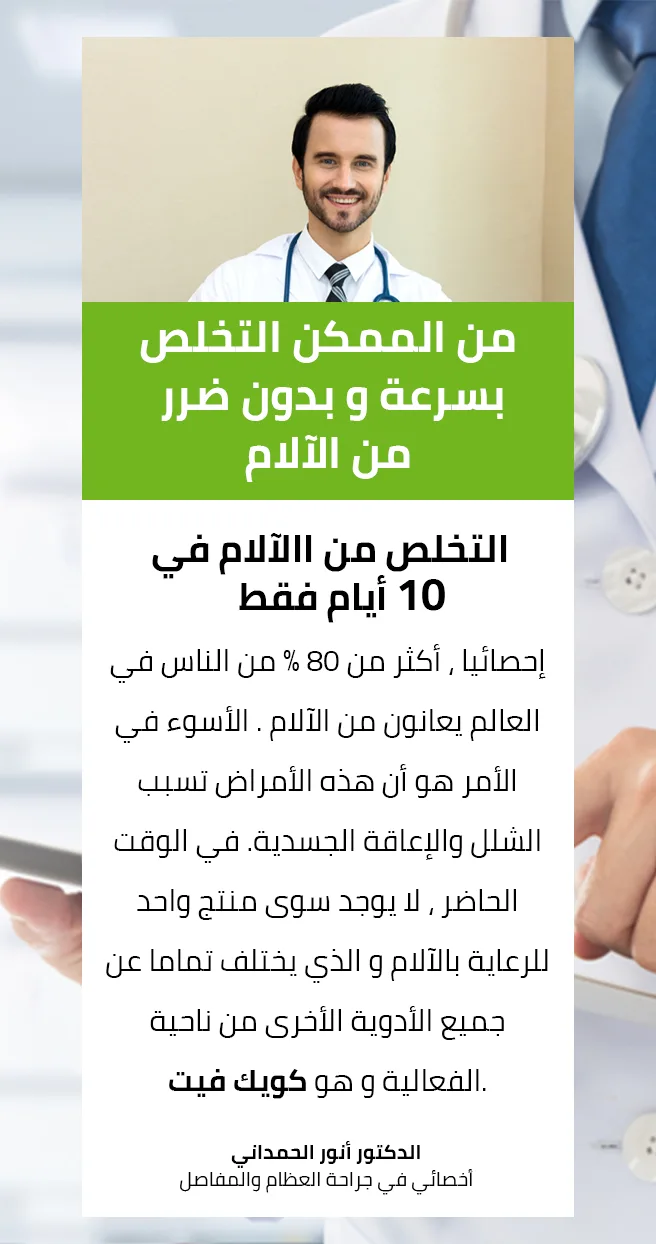 من الممكن التخلص
بسرعة و بدون ضرر
من الآلام
التخلص من االآلام في
10 أيام فقط
إحصائيا , أكثر من 80 % من الناس في
العالم يعانون من الآلام . الأسوء في
الأمر هو أن هذه الأمراض تسبب
الشلل والإعاقة الجسدية. في الوقت
الحاضر , لا يوجد سوى منتج واحد
للرعاية بالآلام و الذي يختلف تماما عن
جميع الأدوية الأخرى من ناحية
.الفعالية و هو كويك فيت
الدكتور أنور الحمداني
أخصائي في جراحة العظام والمفاصل